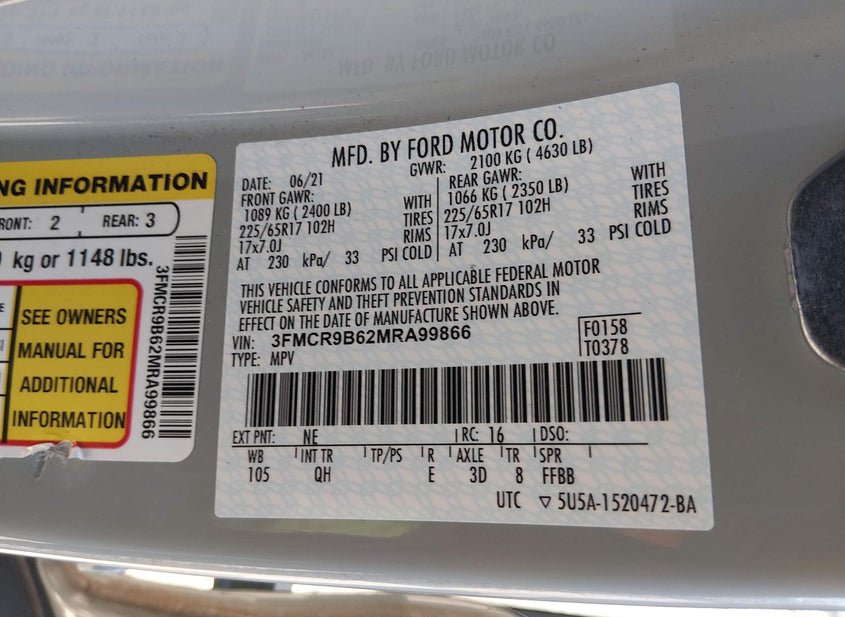 NG INFORMATION
RONT: 2 REAR: 3
kg or 1148 lbs.
SEE OWNERS
MANUAL FOR
ADDITIONAL
INFORMATION
3FMCR9B62MRA99866
MFD. BY FORD MOTOR CO.
DATE: 06/21 GVWR: 2100 KG ( 4630 LB)
FRONT GAWR: REAR GAWR: WITH
1089 KG ( 2400 LB) WITH 1066 KG ( 2350 LB) TIRES
225/65R17 102H TIRES 225/65R17 102H RIMS
17x7.0J RIMS 17x7.0J
AT 230 kPa/ 33 PSI COLD AT 230 kPa/ 33 PSI COLD
THIS VEHICLE CONFORMS TO ALL APPLICABLE FEDERAL MOTOR
VEHICLE SAFETY AND THEFT PREVENTION STANDARDS IN
EFFECT ON THE DATE OF MANUFACTURE SHOWN ABOVE.
VIN: 3FMCR9B62MRA99866 F0158
TYPE: MPV T0378
EXT PNT: NE RC: 16 DSO:
WB INT TR TP/PS R AXLE TR SPR
105 QH E 3D 8 FFBB
UTC ▽ 5U5A-1520472-BA